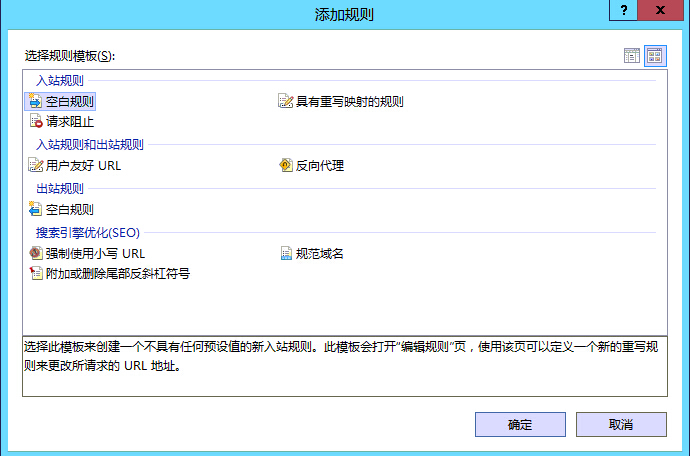 添加规则
?
x
选择规则模板(S):
入站规则
空白规则 具有重写映射的规则
请求阻止
入站规则和出站规则
用户友好 URL 反向代理
出站规则
空白规则
搜索引擎优化(SEO)
强制使用小写 URL 规范域名
附加或删除尾部反斜杠符号
选择此模板来创建一个不具有任何预设值的新入站规则。此模板会打开“编辑规则”页，使用该页可以定义一个新的重写规
则来更改所请求的 URL 地址。
确定 取消